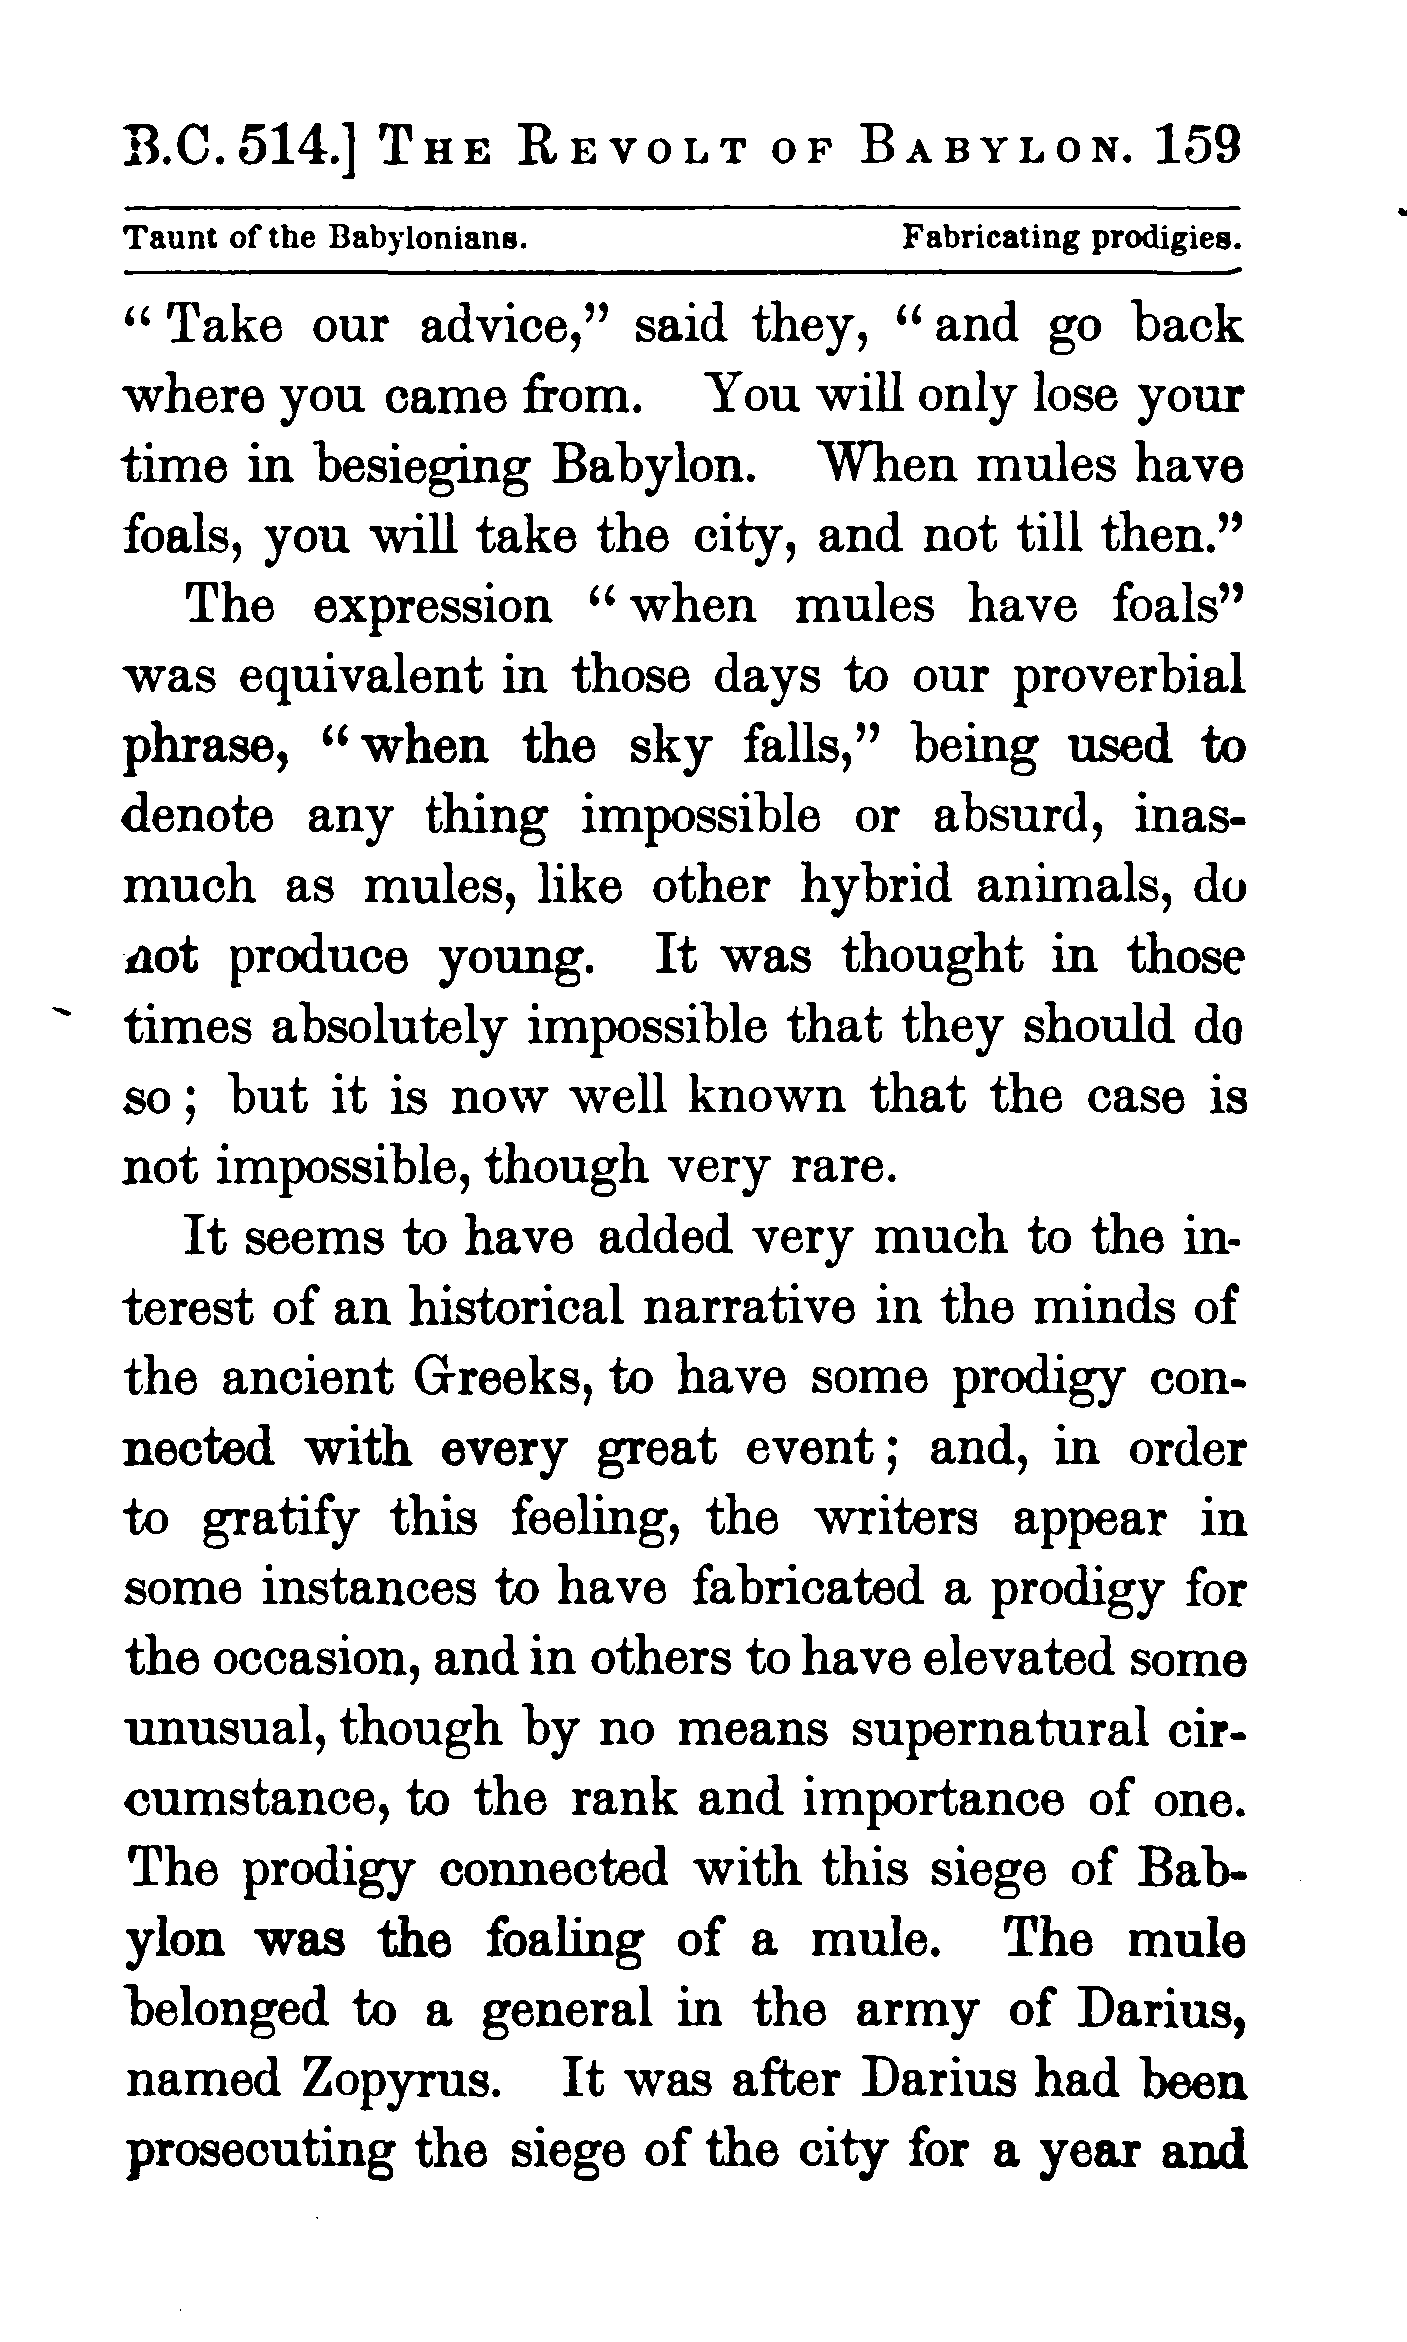 B.C. 514.] THE REVOLT OF BABYLON. 159
Taunt of the Babylonians. Fabricating prodigies.
“Take our advice,” said they, “and go back
where you came from. You will only lose your
time in besieging Babylon. When mules have
foals, you will take the city, and not till then.”
The expression “when mules have foals”
was equivalent in those days to our proverbial
phrase, “when the sky falls,” being used to
denote any thing impossible or absurd, inas-
much as mules, like other hybrid animals, do
not produce young. It was thought in those
times absolutely impossible that they should do
so; but it is now well known that the case is
not impossible, though very rare.
It seems to have added very much to the in-
terest of an historical narrative in the minds of
the ancient Greeks, to have some prodigy con-
nected with every great event; and, in order
to gratify this feeling, the writers appear in
some instances to have fabricated a prodigy for
the occasion, and in others to have elevated some
unusual, though by no means supernatural cir-
cumstance, to the rank and importance of one.
The prodigy connected with this siege of Bab-
ylon was the foaling of a mule. The mule
belonged to a general in the army of Darius,
named Zopyrus. It was after Darius had been
prosecuting the siege of the city for a year and